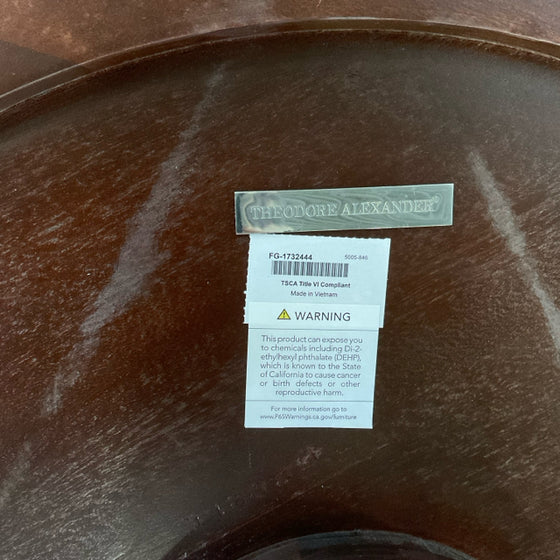 THEODORE ALEXANDER®
FG-1732444 5005-846
TSCA Title VI Compliant
Made in Vietnam
WARNING
This product can expose you
to chemicals including Di-2-
ethylhexyl phthalate (DEHP),
which is known to the State
of California to cause cancer
or birth defects or other
reproductive harm.
For more information go to
www.P65Warnings.ca.gov/furniture